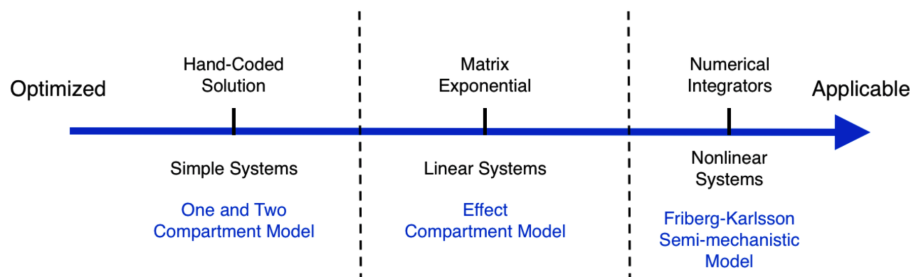 Optimized
Hand-Coded
Solution
Matrix
Exponential
Numerical
Integrators
Applicable
Simple Systems
Linear Systems
Nonlinear
Systems
One and Two
Compartment Model
Effect
Compartment Model
Friberg-Karlsson
Semi-mechanistic
Model